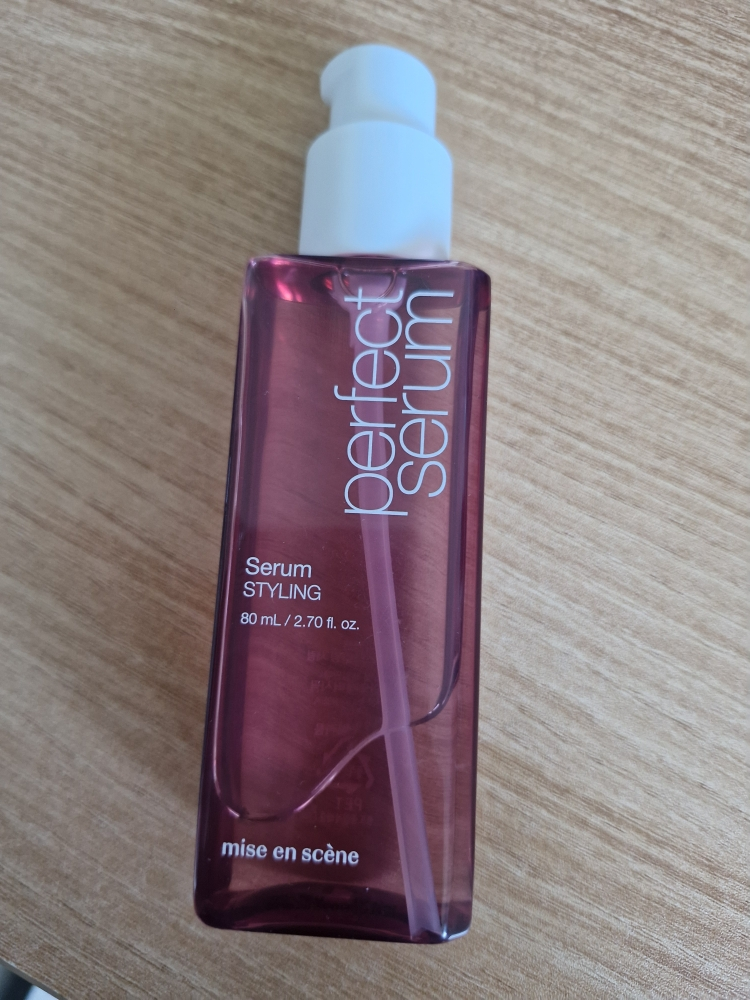 perfect
serum
Serum
STYLING
80 mL / 2.70 fl. oz.
mise en scène